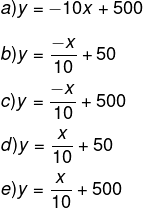 a) y = −10x + 500
b) y = −x/10 + 50
c) y = −x/10 + 500
d) y = x/10 + 50
e) y = x/10 + 500